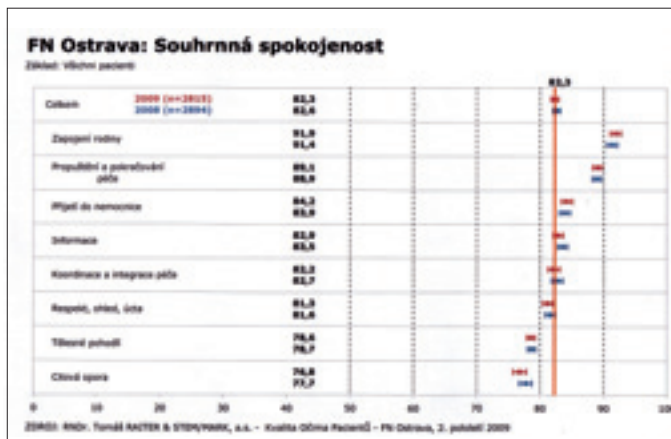 FN Ostrava: Souhrnná spokojenost
Základ: Všichni pacienti
82,3
Celkem 2009 (n=2815) 82,3
2008 (n=2894) 82,6
Zapojení rodiny 91,9
91,4
Propuštění a pokračování péče 89,1
88,9
Přijetí do nemocnice 84,2
83,9
Informace 82,9
83,5
Koordinace a integrace péče 82,2
82,7
Respekt, ohled, úcta 81,3
81,6
Tělesné pohodlí 78,6
78,7
Citová opora 76,8
77,7
0 10 20 30 40 50 60 70 80 90 100
ZDROJ: RNDr. Tomáš RAITER & STEM/MARK, a.s. - Kvalita Očima Pacientů - FN Ostrava, 2. pololetí 2009